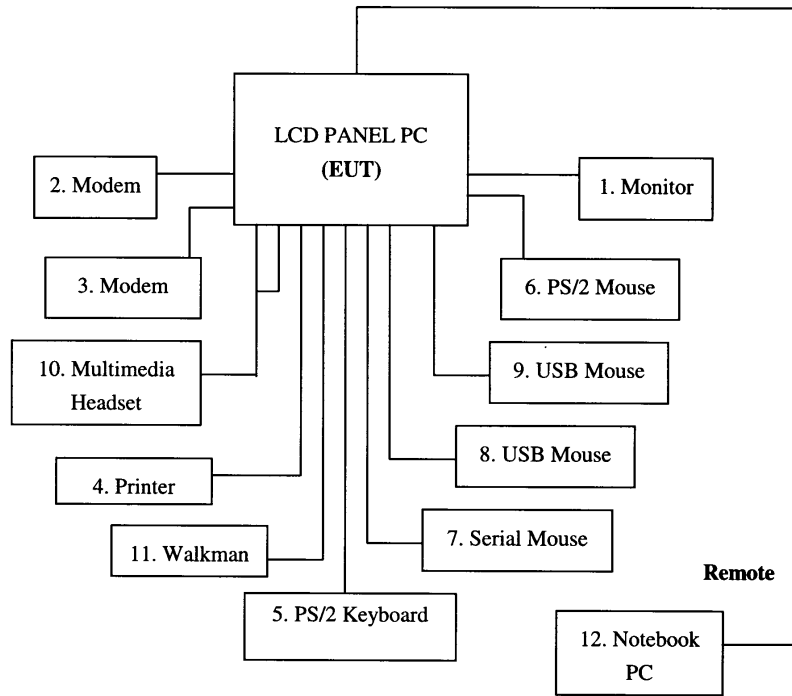 LCD PANEL PC
(EUT)
2. Modem
1. Monitor
3. Modem
6. PS/2 Mouse
10. Multimedia
Headset
9. USB Mouse
8. USB Mouse
4. Printer
7. Serial Mouse
11. Walkman
Remote
5. PS/2 Keyboard
12. Notebook
PC